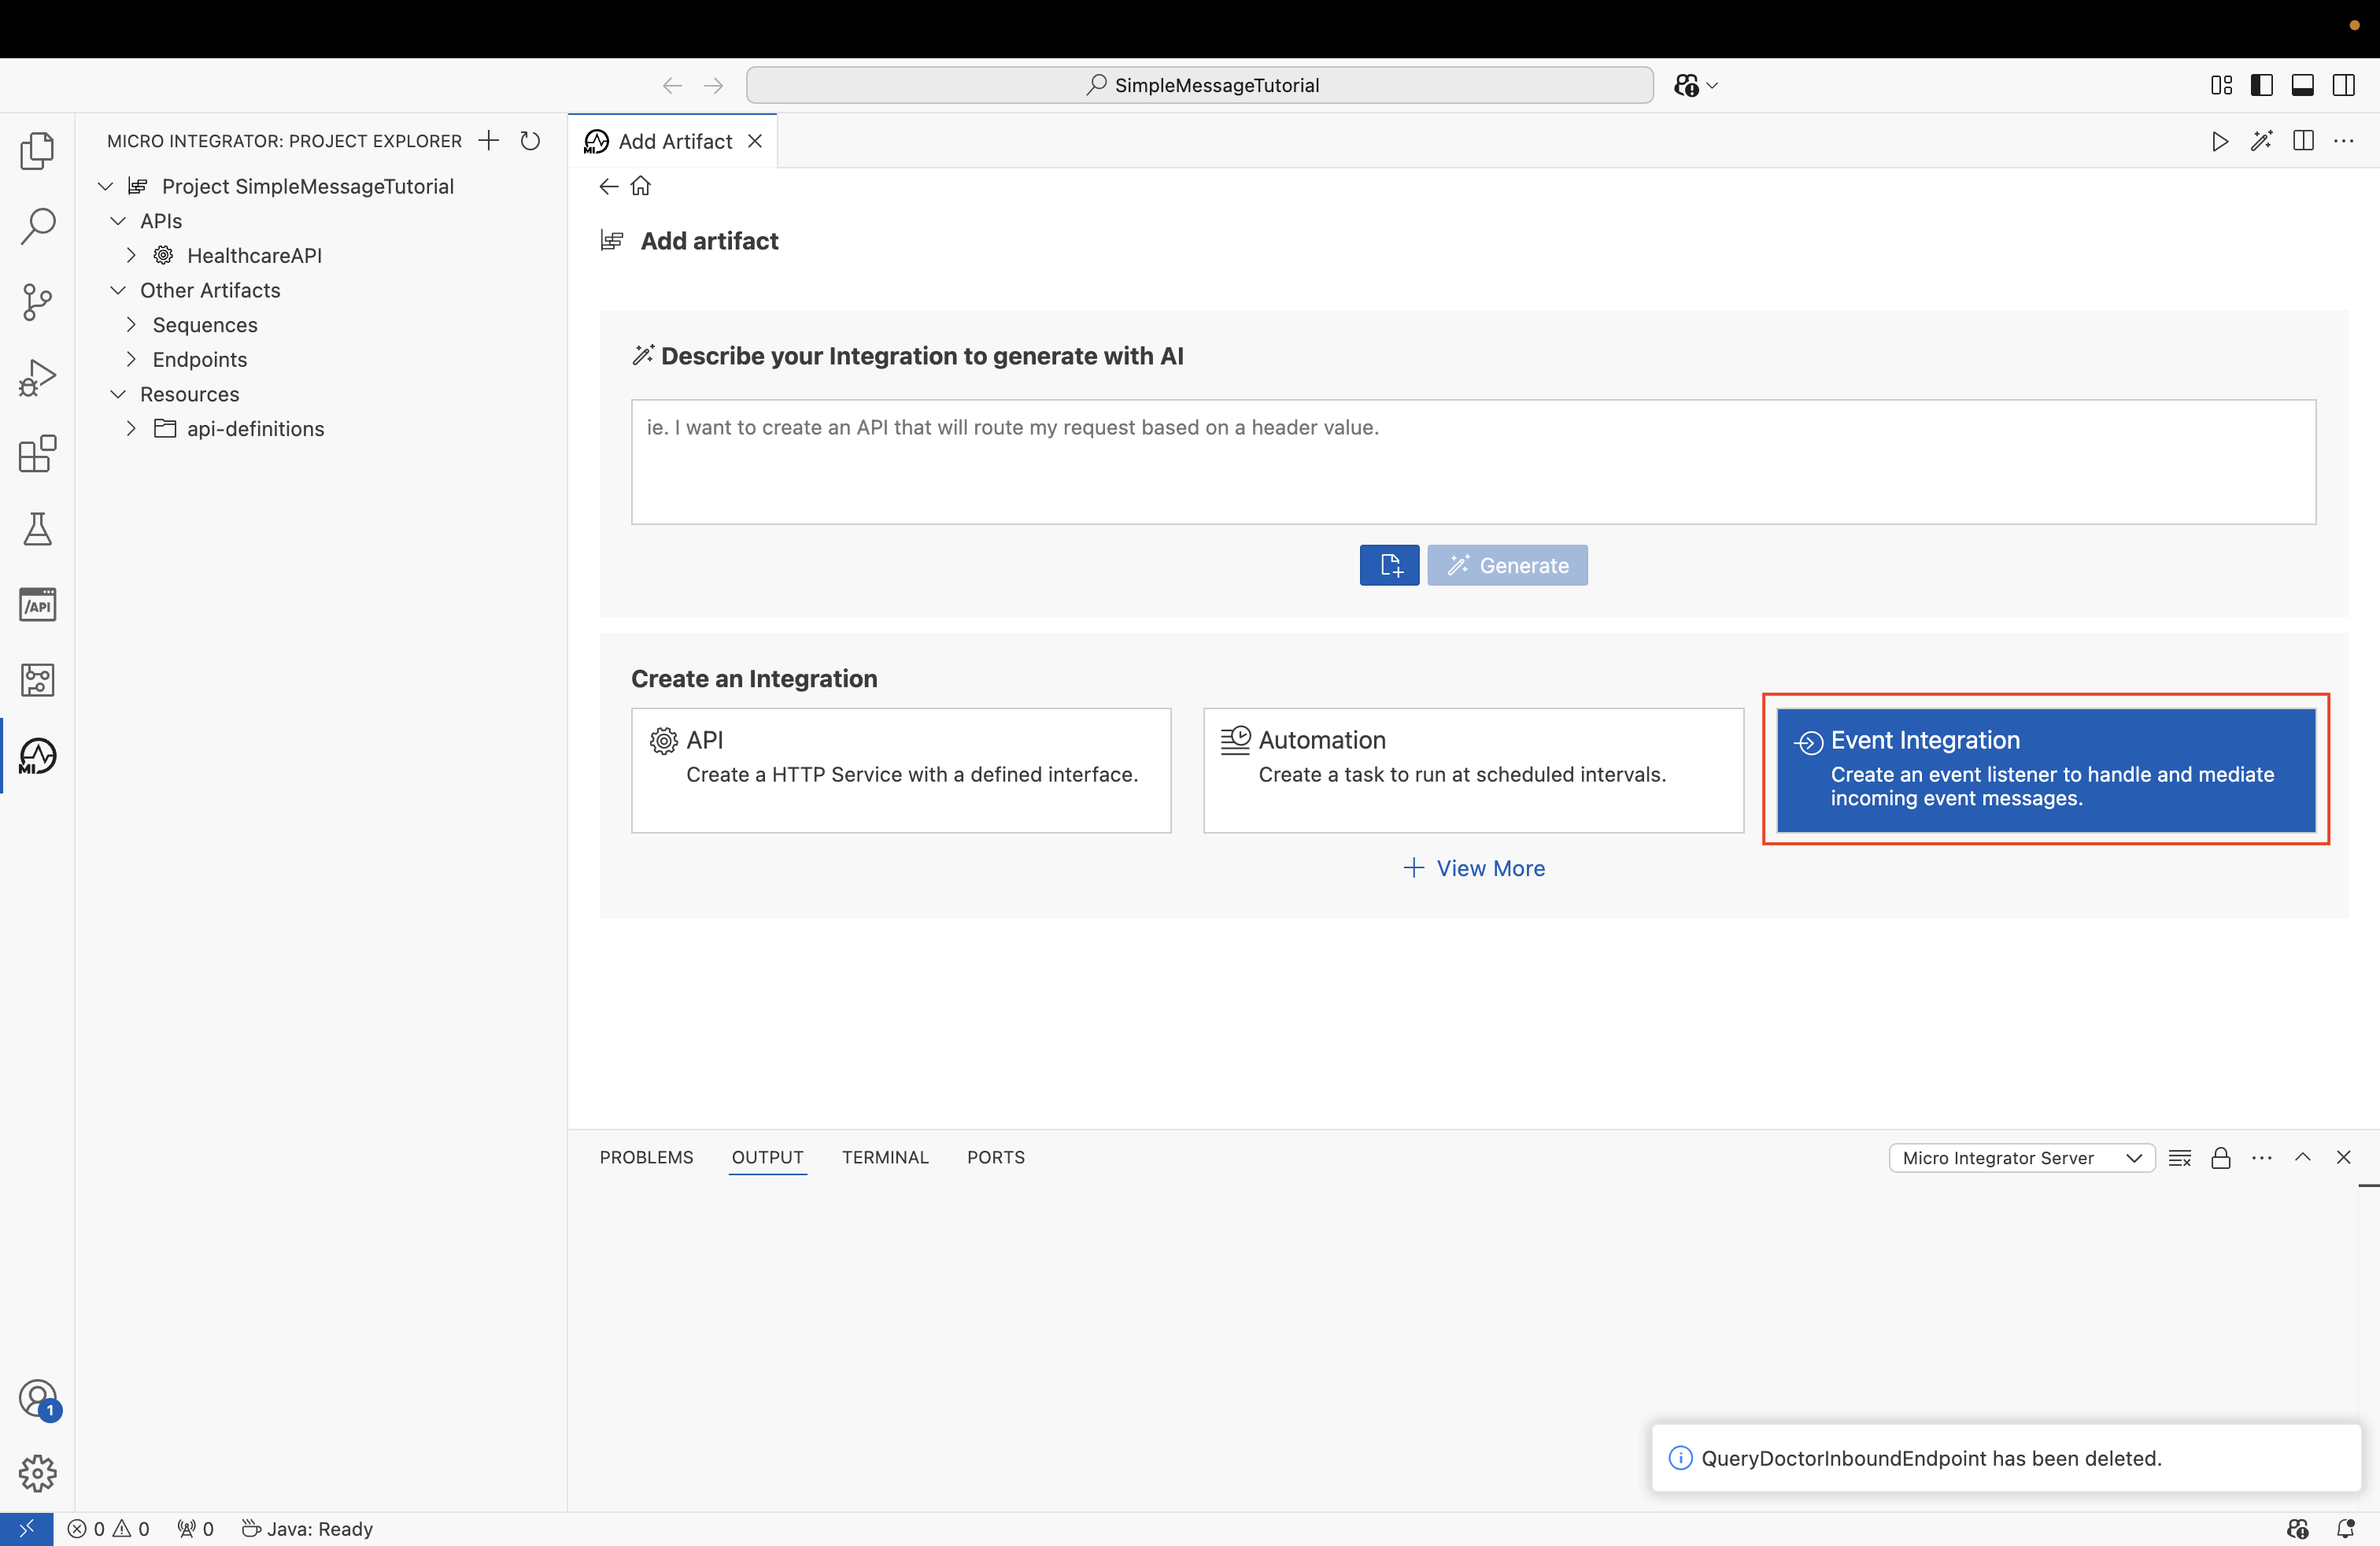 SimpleMessageTutorial
MICRO INTEGRATOR: PROJECT EXPLORER
Project SimpleMessageTutorial
APIs
HealthcareAPI
Other Artifacts
Sequences
Endpoints
Resources
api-definitions
/API
MI
1
MI Add Artifact
Add artifact
Describe your Integration to generate with AI
ie. I want to create an API that will route my request based on a header value.
Generate
Create an Integration
API
Create a HTTP Service with a defined interface.
Automation
Create a task to run at scheduled intervals.
Event Integration
Create an event listener to handle and mediate
incoming event messages.
View More
PROBLEMS OUTPUT TERMINAL PORTS Micro Integrator Server
QueryDoctorInboundEndpoint has been deleted.
0 0 0 Java: Ready